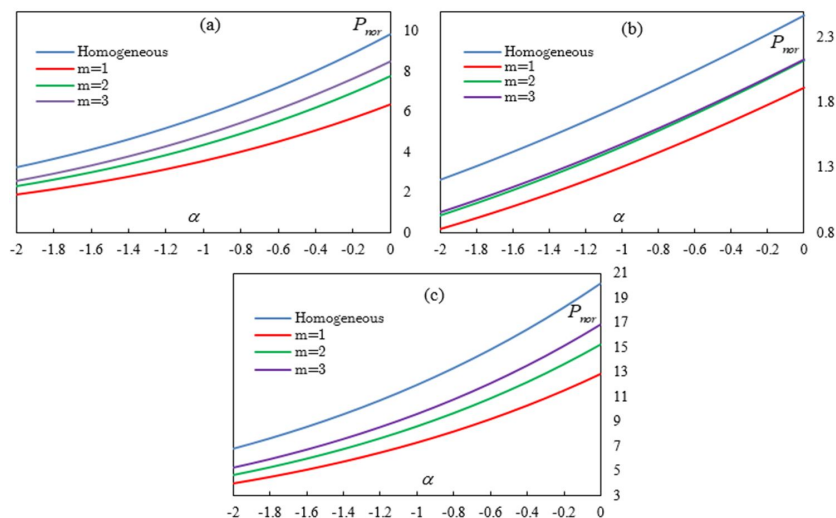 (a)
P_nor
10
Homogeneous
m=1
m=2
m=3
8
6
4
2
0
α
-2 -1.8 -1.6 -1.4 -1.2 -1 -0.8 -0.6 -0.4 -0.2 0
(b)
P_nor
2.3
Homogeneous
m=1
m=2
m=3
1.8
1.3
0.8
α
-2 -1.8 -1.6 -1.4 -1.2 -1 -0.8 -0.6 -0.4 -0.2 0
(c)
P_nor
21
19
Homogeneous
m=1
m=2
m=3
17
15
13
11
9
7
5
3
α
-2 -1.8 -1.6 -1.4 -1.2 -1 -0.8 -0.6 -0.4 -0.2 0